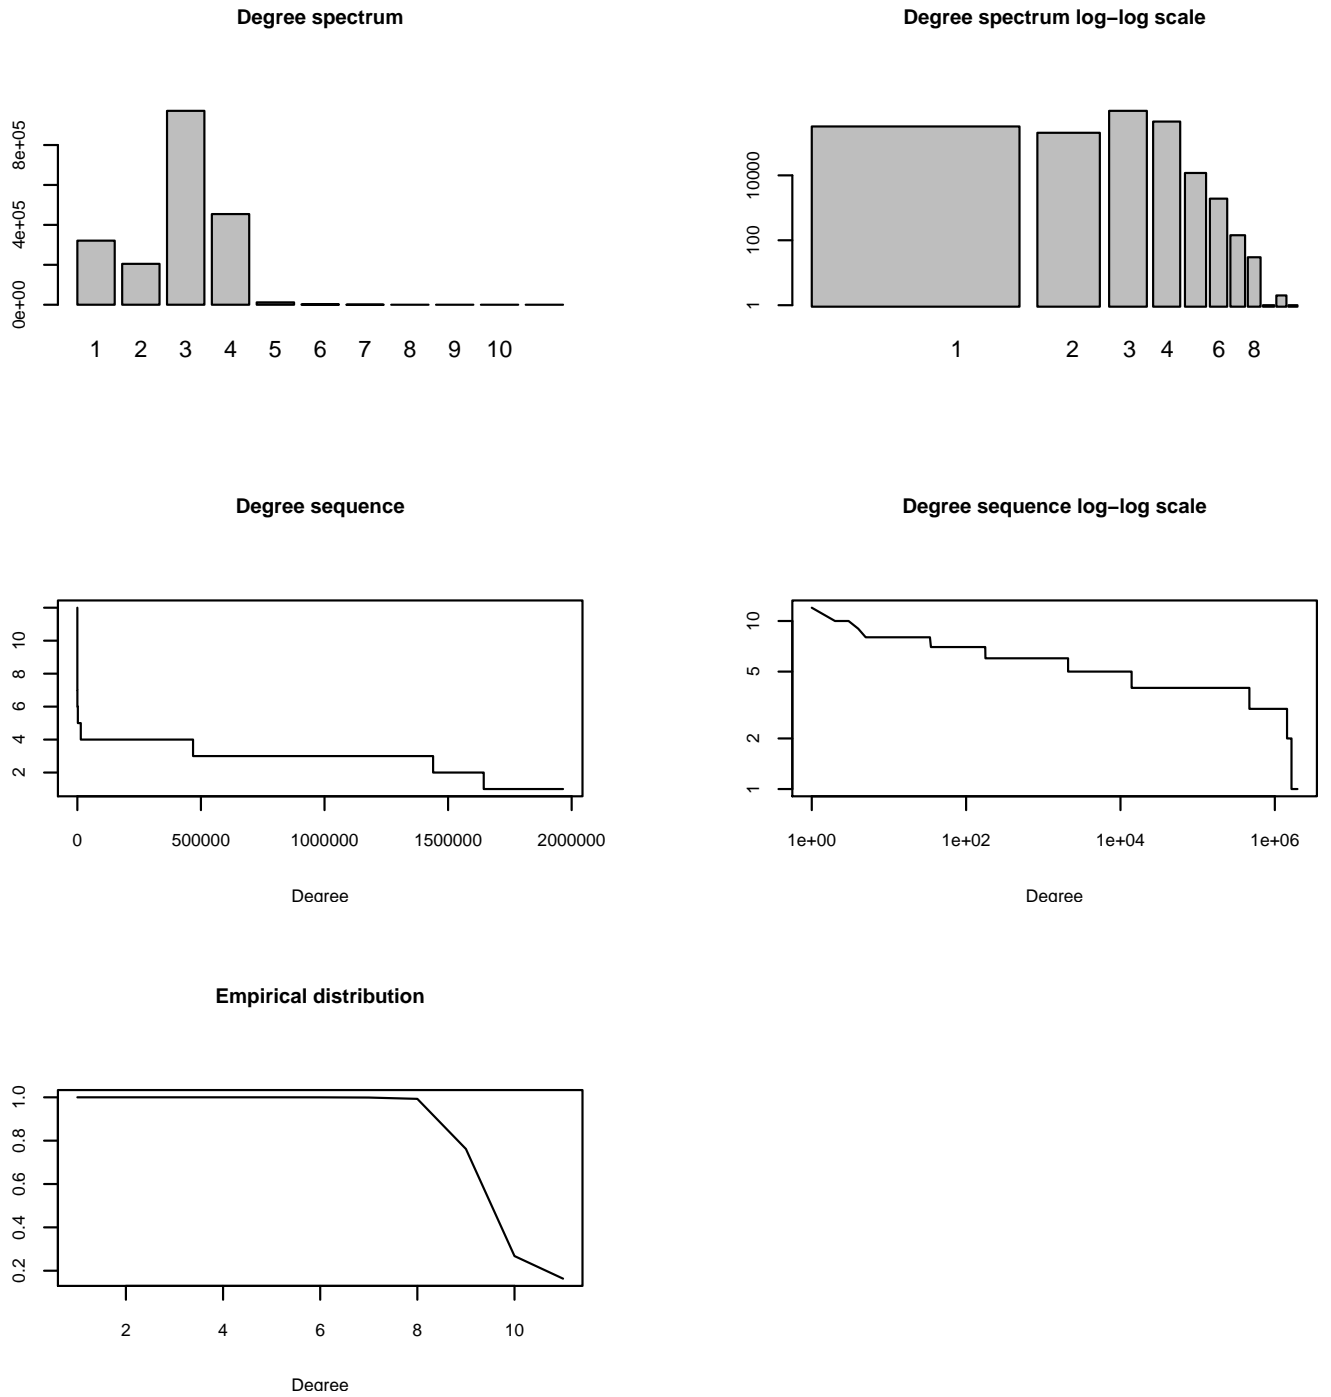 Degree spectrum
0e+00 4e+05 8e+05
1 2 3 4 5 6 7 8 9 10
Degree spectrum log−log scale
1 100 10000
1 2 3 4 6 8
Degree sequence
2 4 6 8 10
0 500000 1000000 1500000 2000000
Degree
Degree sequence log−log scale
1 2 5 10
1e+00 1e+02 1e+04 1e+06
Degree
Empirical distribution
0.2 0.4 0.6 0.8 1.0
2 4 6 8 10
Degree